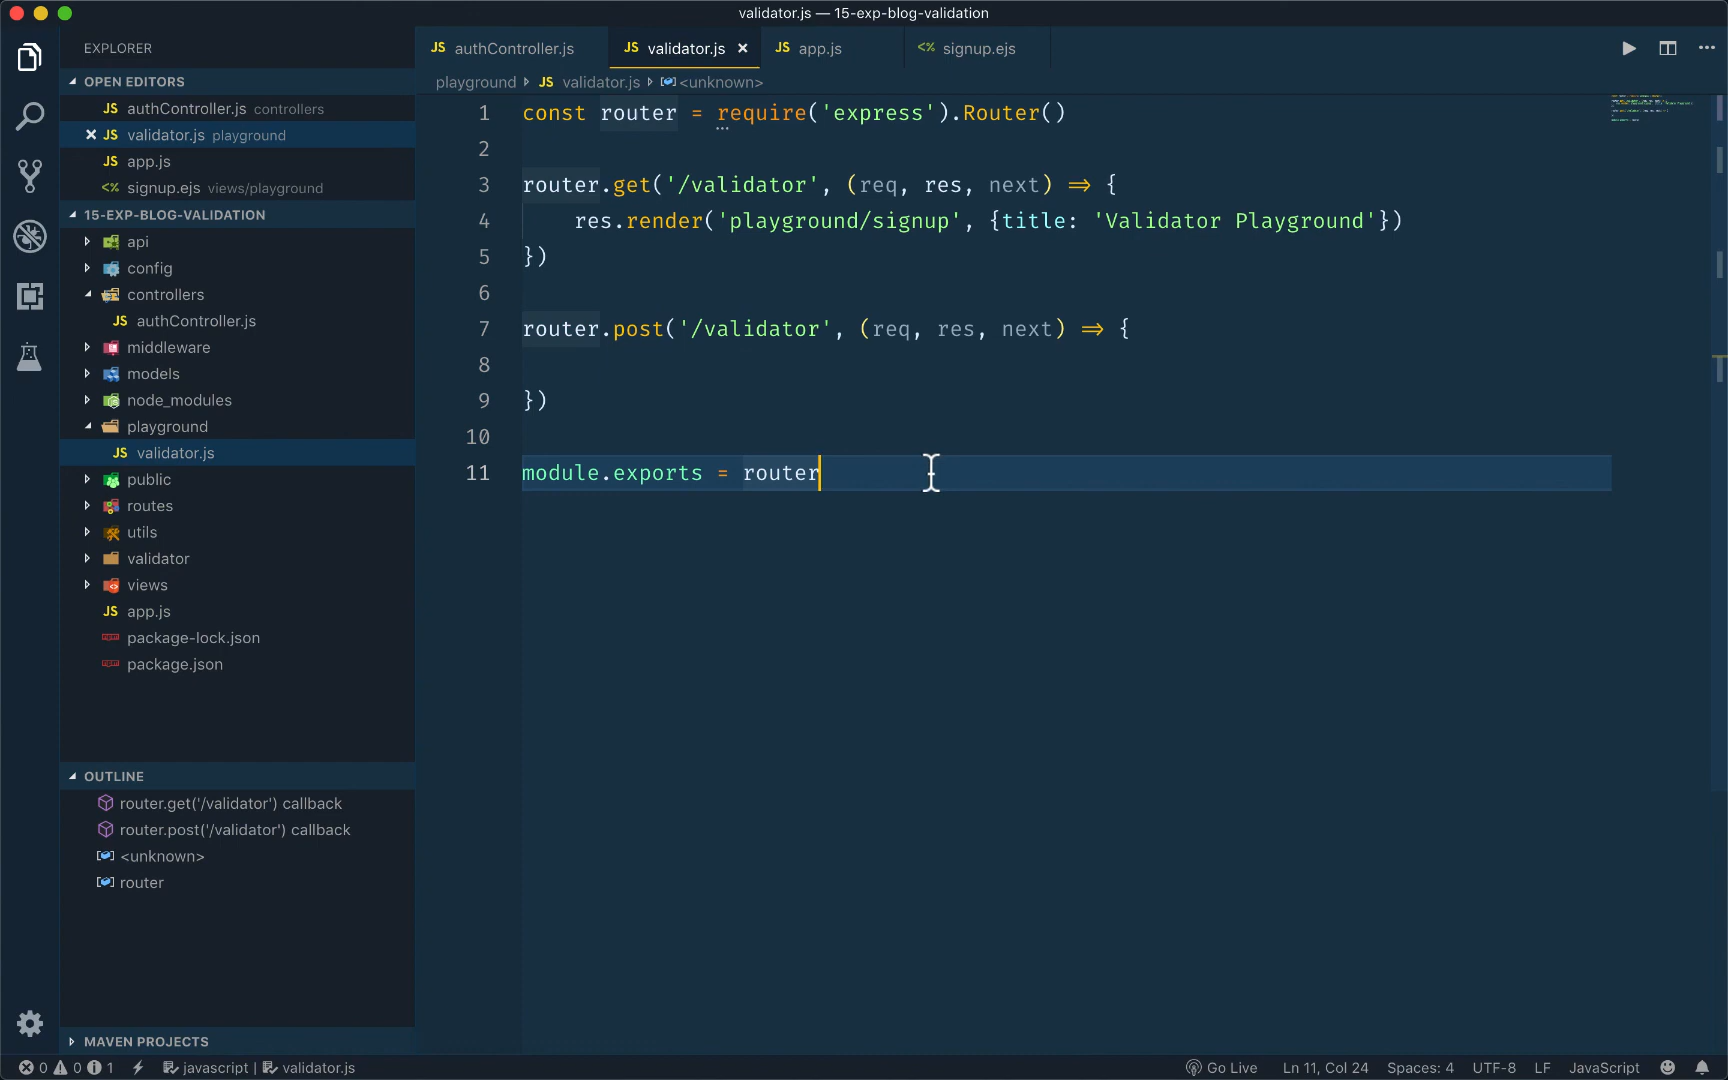 validator.js — 15-exp-blog-validation
EXPLORER
OPEN EDITORS
JS authController.js controllers
JS validator.js playground
JS app.js
<% signup.ejs views/playground
15-EXP-BLOG-VALIDATION
api
config
controllers
JS authController.js
middleware
models
node_modules
playground
JS validator.js
public
routes
utils
validator
views
JS app.js
package-lock.json
package.json
OUTLINE
router.get('/validator') callback
router.post('/validator') callback
<unknown>
router
MAVEN PROJECTS
JS authController.js JS validator.js × JS app.js <% signup.ejs
playground JS validator.js <unknown>
1 const router = require('express').Router()
2
3 router.get('/validator', (req, res, next) => {
4 res.render('playground/signup', {title: 'Validator Playground'})
5 })
6
7 router.post('/validator', (req, res, next) => {
8
9 })
10
11 module.exports = router
0 0 1 javascript | validator.js Go Live Ln 11, Col 24 Spaces: 4 UTF-8 LF JavaScript